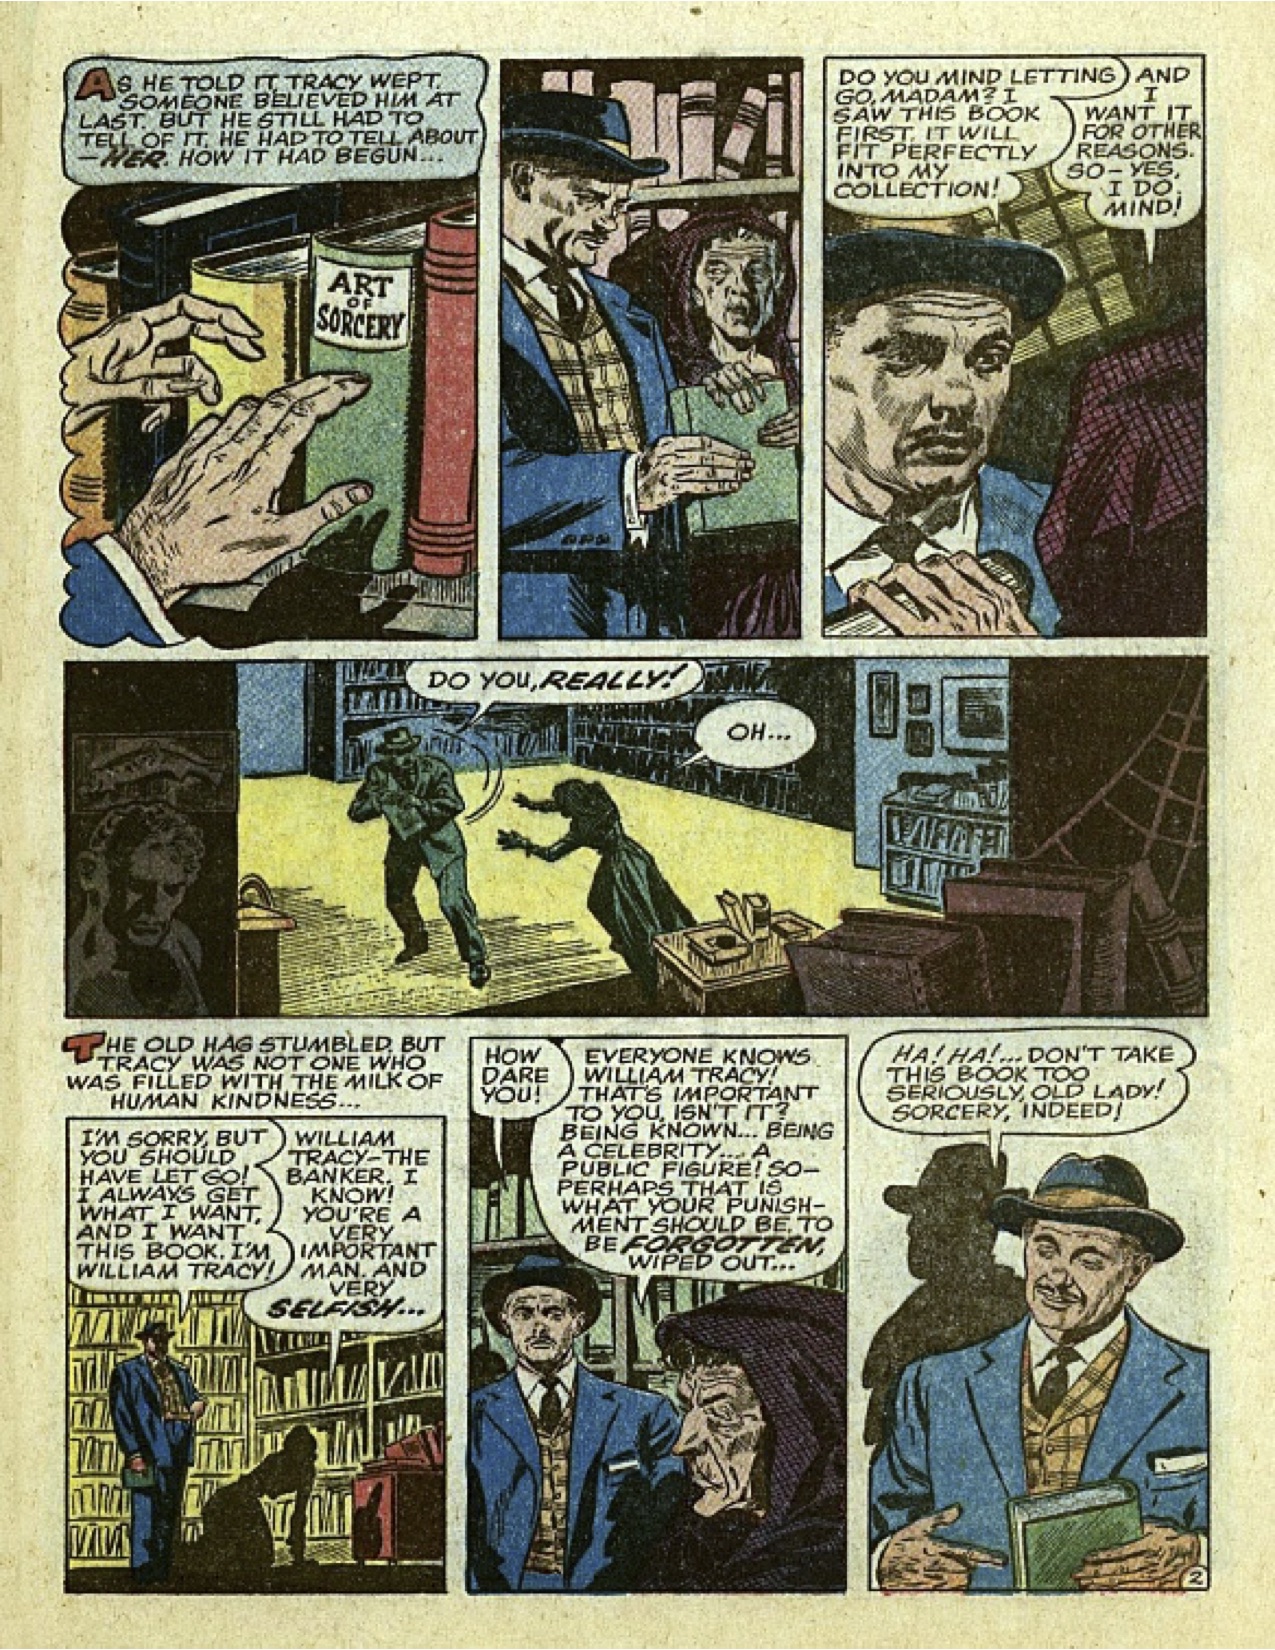 AS HE TOLD IT, TRACY WEPT.
SOMEONE BELIEVED HIM AT
LAST. BUT HE STILL HAD TO
TELL OF IT. HE HAD TO TELL ABOUT
—HER. HOW IT HAD BEGUN...
ART
OF
SORCERY
DO YOU MIND LETTING
GO, MADAM? I
SAW THIS BOOK
FIRST. IT WILL
FIT PERFECTLY
INTO MY
COLLECTION!
AND
I
WANT IT
FOR OTHER
REASONS.
SO—YES,
I DO
MIND!
DO YOU, REALLY!
OH...
THE OLD HAG STUMBLED. BUT
TRACY WAS NOT ONE WHO
WAS FILLED WITH THE MILK OF
HUMAN KINDNESS...
I'M SORRY, BUT
YOU SHOULD
HAVE LET GO!
I ALWAYS GET
WHAT I WANT,
AND I WANT
THIS BOOK. I'M
WILLIAM TRACY!
WILLIAM
TRACY—THE
BANKER. I
KNOW!
YOU'RE A
VERY
IMPORTANT
MAN. AND
VERY
SELFISH...
HOW
DARE
YOU!
EVERYONE KNOWS
WILLIAM TRACY!
THAT'S IMPORTANT
TO YOU, ISN'T IT?
BEING KNOWN... BEING
A CELEBRITY... A
PUBLIC FIGURE! SO—
PERHAPS THAT IS
WHAT YOUR PUNISH-
MENT SHOULD BE. TO
BE FORGOTTEN,
WIPED OUT...
HA! HA!... DON'T TAKE
THIS BOOK TOO
SERIOUSLY, OLD LADY!
SORCERY, INDEED!
2